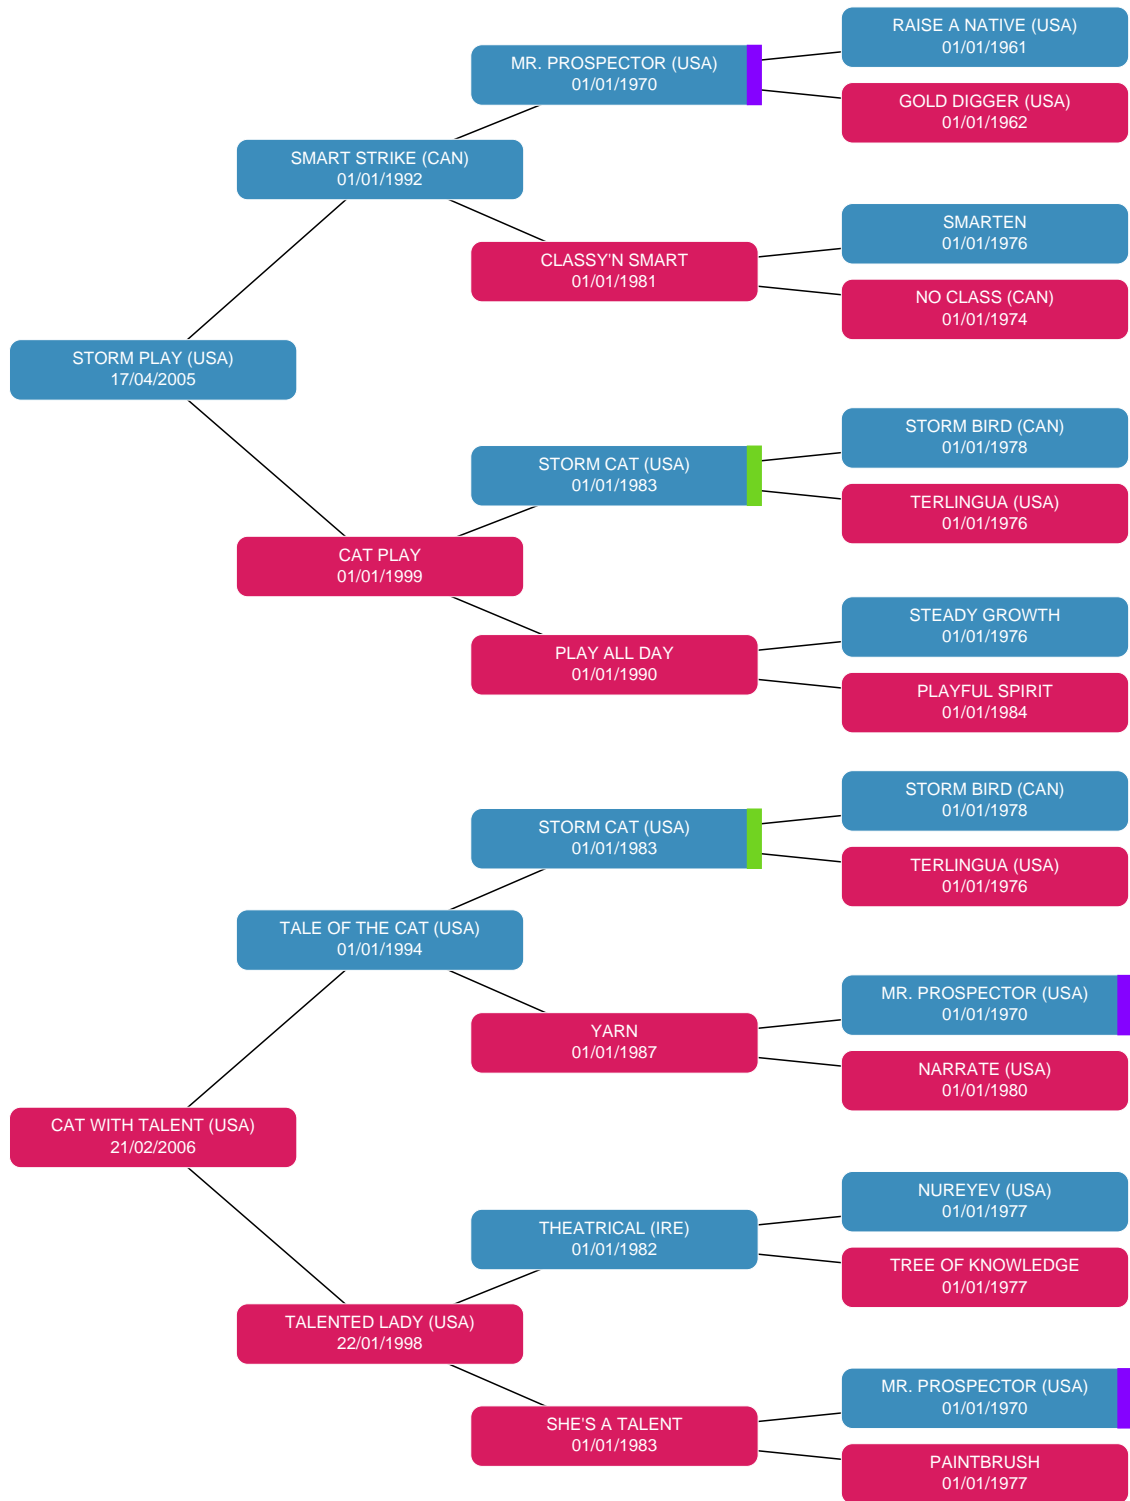 RAISE A NATIVE (USA)
01/01/1961
MR. PROSPECTOR (USA)
01/01/1970
GOLD DIGGER (USA)
01/01/1962
SMART STRIKE (CAN)
01/01/1992
SMARTEN
01/01/1976
CLASSY'N SMART
01/01/1981
NO CLASS (CAN)
01/01/1974
STORM PLAY (USA)
17/04/2005
STORM BIRD (CAN)
01/01/1978
STORM CAT (USA)
01/01/1983
TERLINGUA (USA)
01/01/1976
CAT PLAY
01/01/1999
STEADY GROWTH
01/01/1976
PLAY ALL DAY
01/01/1990
PLAYFUL SPIRIT
01/01/1984
STORM BIRD (CAN)
01/01/1978
STORM CAT (USA)
01/01/1983
TERLINGUA (USA)
01/01/1976
TALE OF THE CAT (USA)
01/01/1994
MR. PROSPECTOR (USA)
01/01/1970
YARN
01/01/1987
NARRATE (USA)
01/01/1980
CAT WITH TALENT (USA)
21/02/2006
NUREYEV (USA)
01/01/1977
THEATRICAL (IRE)
01/01/1982
TREE OF KNOWLEDGE
01/01/1977
TALENTED LADY (USA)
22/01/1998
MR. PROSPECTOR (USA)
01/01/1970
SHE'S A TALENT
01/01/1983
PAINTBRUSH
01/01/1977